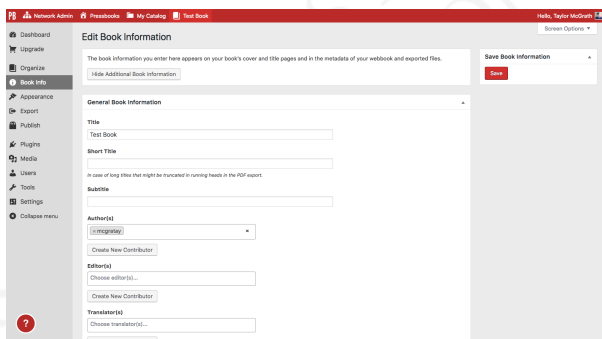 PB Network Admin Pressbooks My Catalog Test Book Hello, Taylor McGrath
Screen Options ▼
Dashboard
Upgrade
Organize
Book Info
Appearance
Export
Publish
Plugins
Media
Users
Tools
Settings
Collapse menu
?
Edit Book Information
The book information you enter here appears on your book's cover and title pages and in the metadata of your webbook and exported files.
Hide Additional Book Information
General Book Information
Title
Test Book
Short Title
In case of long titles that might be truncated in running heads in the PDF export.
Subtitle
Author(s)
×mcgratay ×
Create New Contributor
Editor(s)
Choose editor(s)...
Create New Contributor
Translator(s)
Choose translator(s)...
Save Book Information
Save